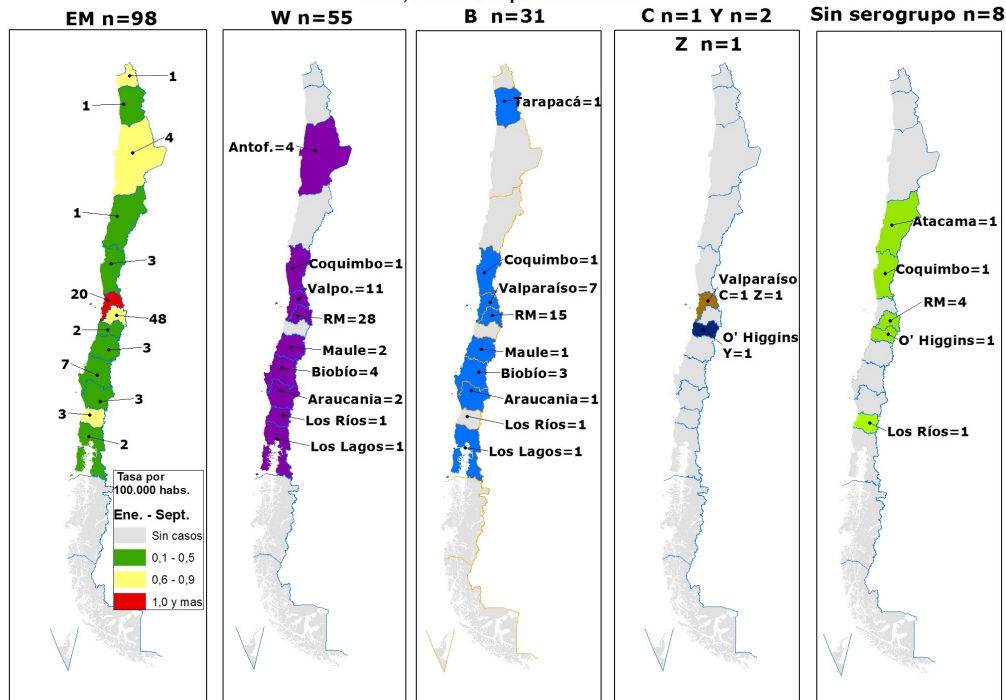 EM n=98
1
1
4
1
3
20
48
2
3
7
3
3
2
Tasa por
100.000 habs.
Ene. - Sept.
Sin casos
0,1 - 0,5
0,6 - 0,9
1,0 y mas
W n=55
Antof.=4
Coquimbo=1
Valpo.=11
RM=28
Maule=2
Biobío=4
Araucania=2
Los Ríos=1
Los Lagos=1
B n=31
Tarapacá=1
Coquimbo=1
Valparaíso=7
RM=15
Maule=1
Biobío=3
Araucania=1
Los Ríos=1
Los Lagos=1
C n=1 Y n=2
Z n=1
Valparaíso
C=1 Z=1
O' Higgins
Y=1
Sin serogrupo n=8
Atacama=1
Coquimbo=1
RM=4
O' Higgins=1
Los Ríos=1